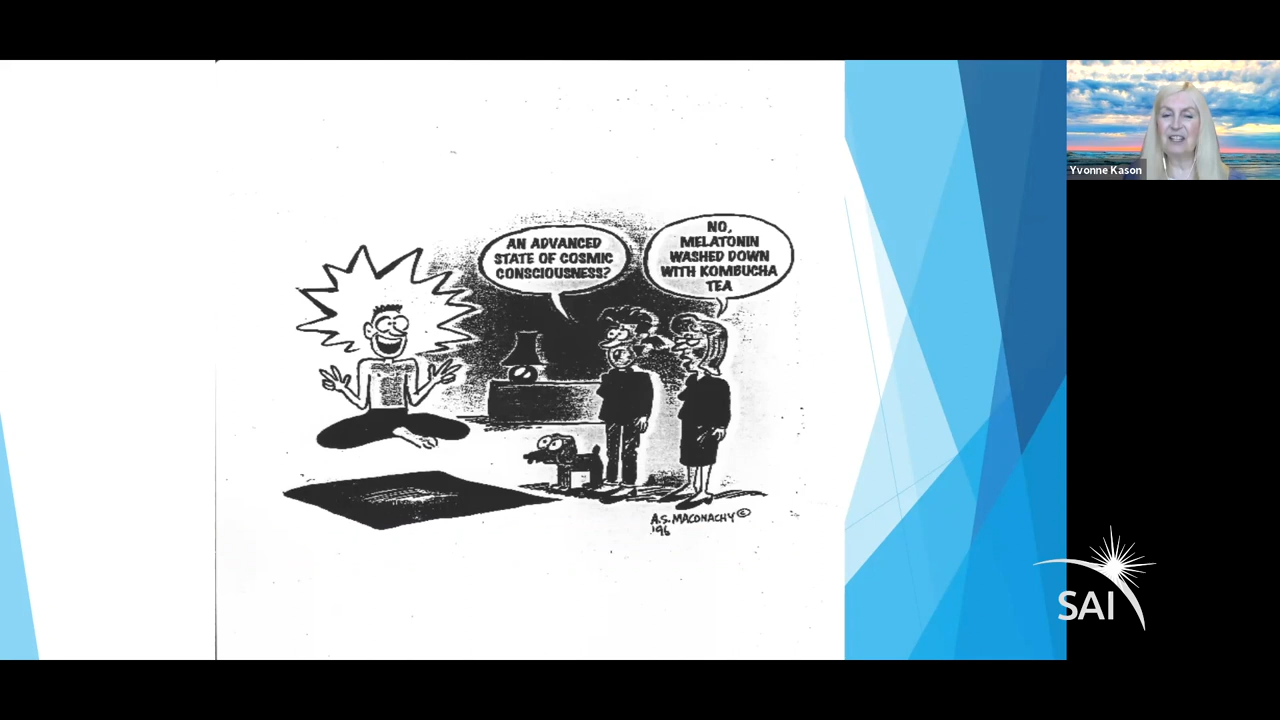 AN ADVANCED
STATE OF COSMIC
CONSCIOUSNESS?
NO,
MELATONIN
WASHED DOWN
WITH KOMBUCHA
TEA
A.S. MACONACHY ©
'96
Yvonne Kason
SAI